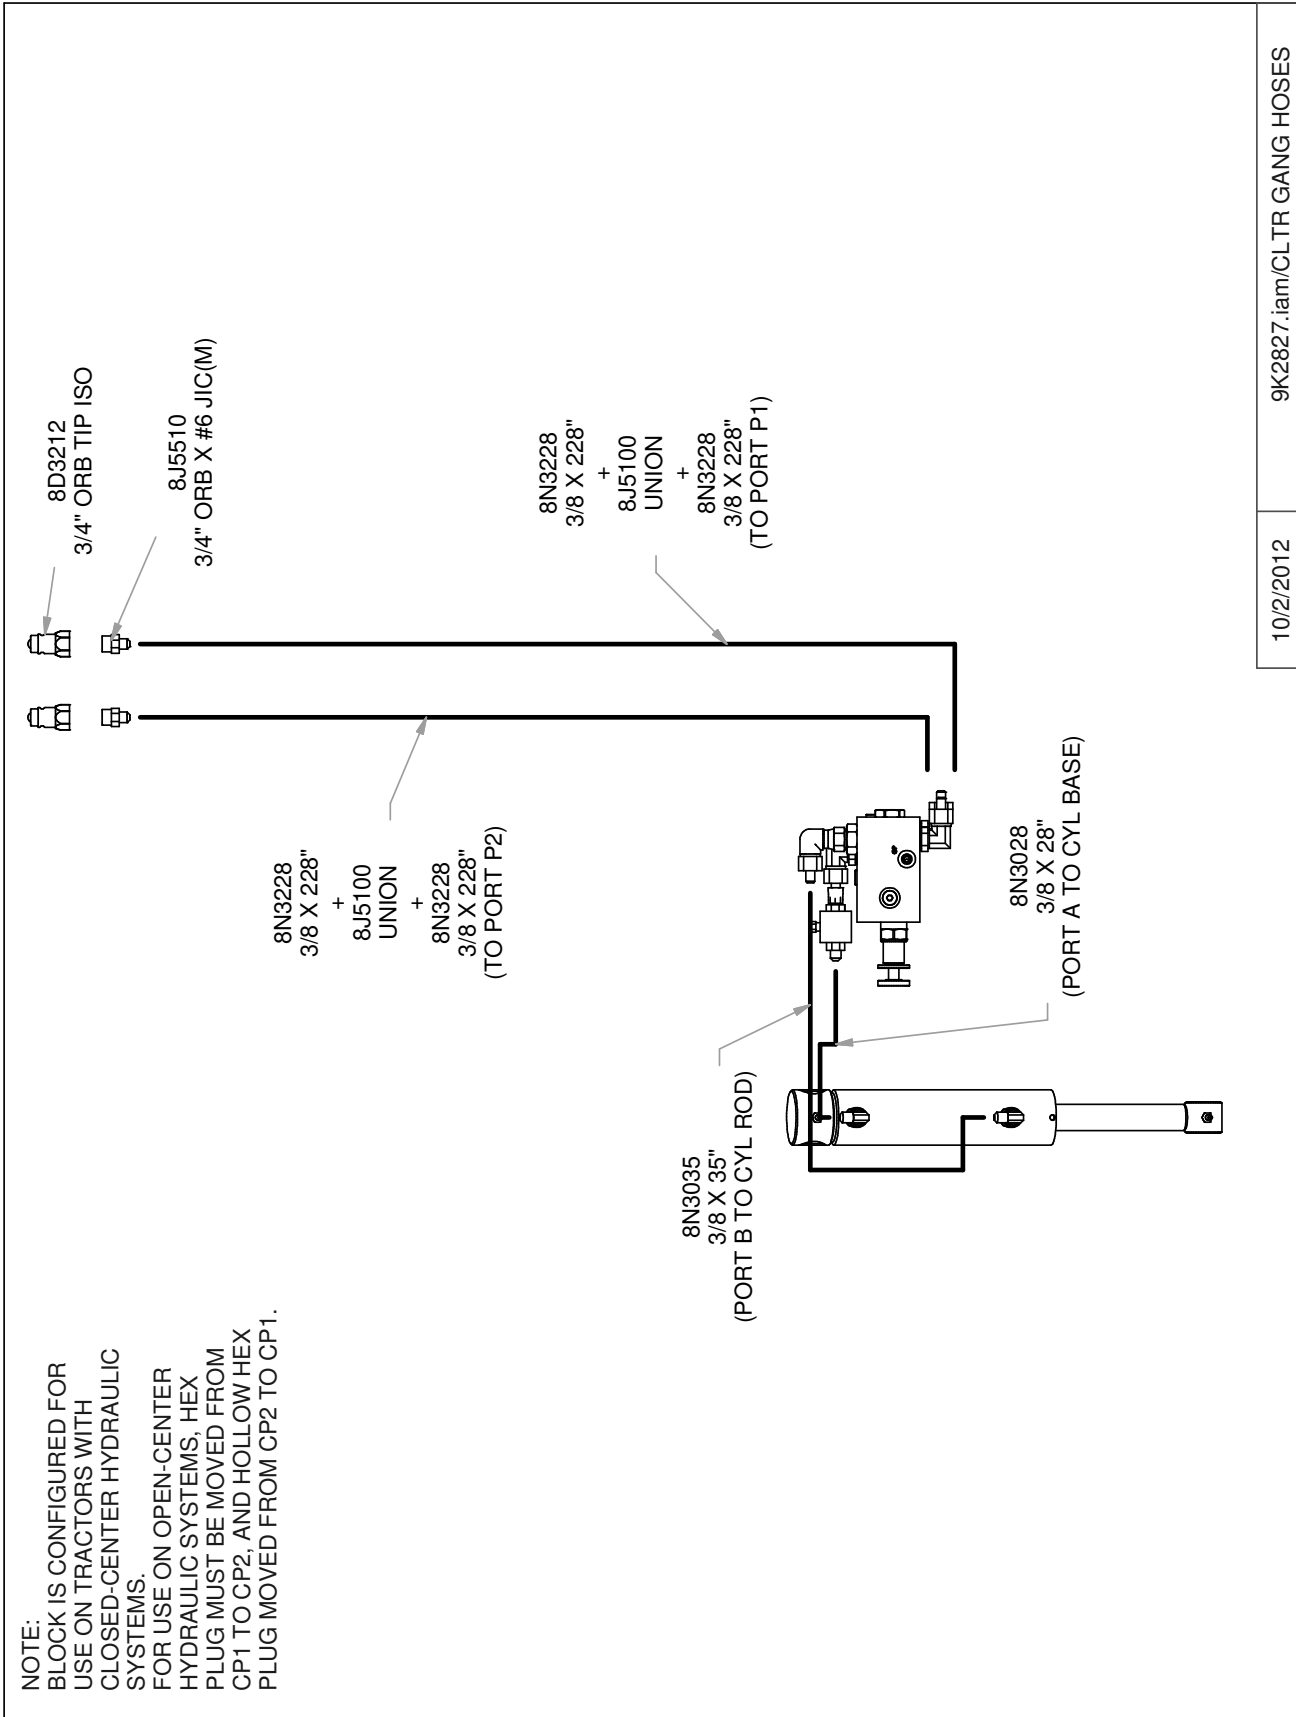 NOTE:
BLOCK IS CONFIGURED FOR
USE ON TRACTORS WITH
CLOSED-CENTER HYDRAULIC
SYSTEMS.
FOR USE ON OPEN-CENTER
HYDRAULIC SYSTEMS, HEX
PLUG MUST BE MOVED FROM
CP1 TO CP2, AND HOLLOW HEX
PLUG MOVED FROM CP2 TO CP1.
8D3212
3/4" ORB TIP ISO
8J5510
3/4" ORB X #6 JIC(M)
8N3228
3/8 X 228"
+
8J5100
UNION
+
8N3228
3/8 X 228"
(TO PORT P2)
8N3228
3/8 X 228"
+
8J5100
UNION
+
8N3228
3/8 X 228"
(TO PORT P1)
8N3035
3/8 X 35"
(PORT B TO CYL ROD)
8N3028
3/8 X 28"
(PORT A TO CYL BASE)
10/2/2012
9K2827.iam/CLTR GANG HOSES